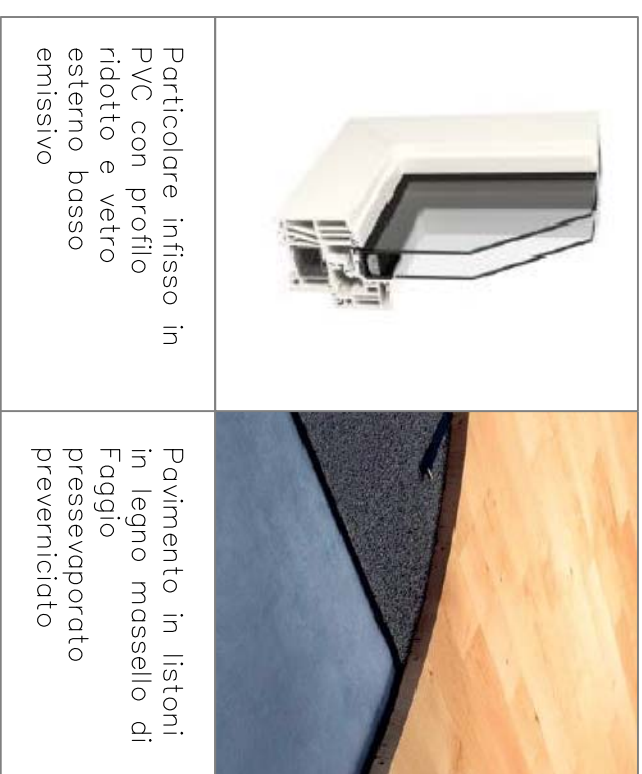 Particolare infisso in
PVC con profilo
ridotto e vetro
esterno basso
emissivo
Pavimento in listoni
in legno massello di
Faggio
pressevaporato
preverniciato